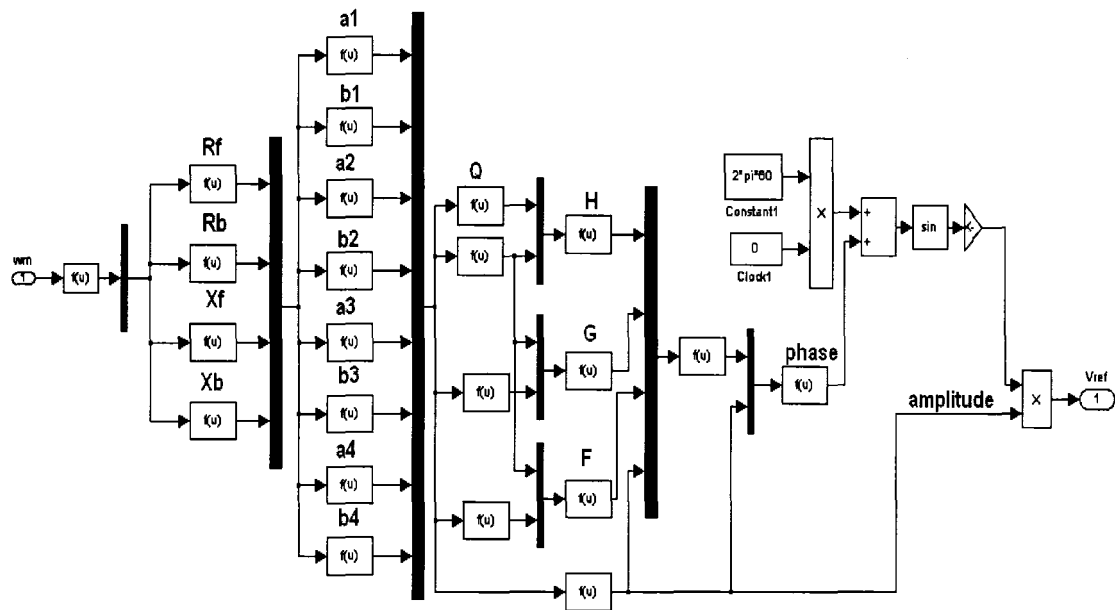 wm
1
f(u)
Rf
f(u)
Rb
f(u)
Xf
f(u)
Xb
f(u)
a1
f(u)
b1
f(u)
a2
f(u)
b2
f(u)
a3
f(u)
b3
f(u)
a4
f(u)
b4
f(u)
Q
f(u)
f(u)
f(u)
f(u)
H
f(u)
G
f(u)
F
f(u)
f(u)
f(u)
phase
f(u)
2*pi*60
Constant1
0
Clock1
X
+
+
sin
amplitude
X
Vref
1